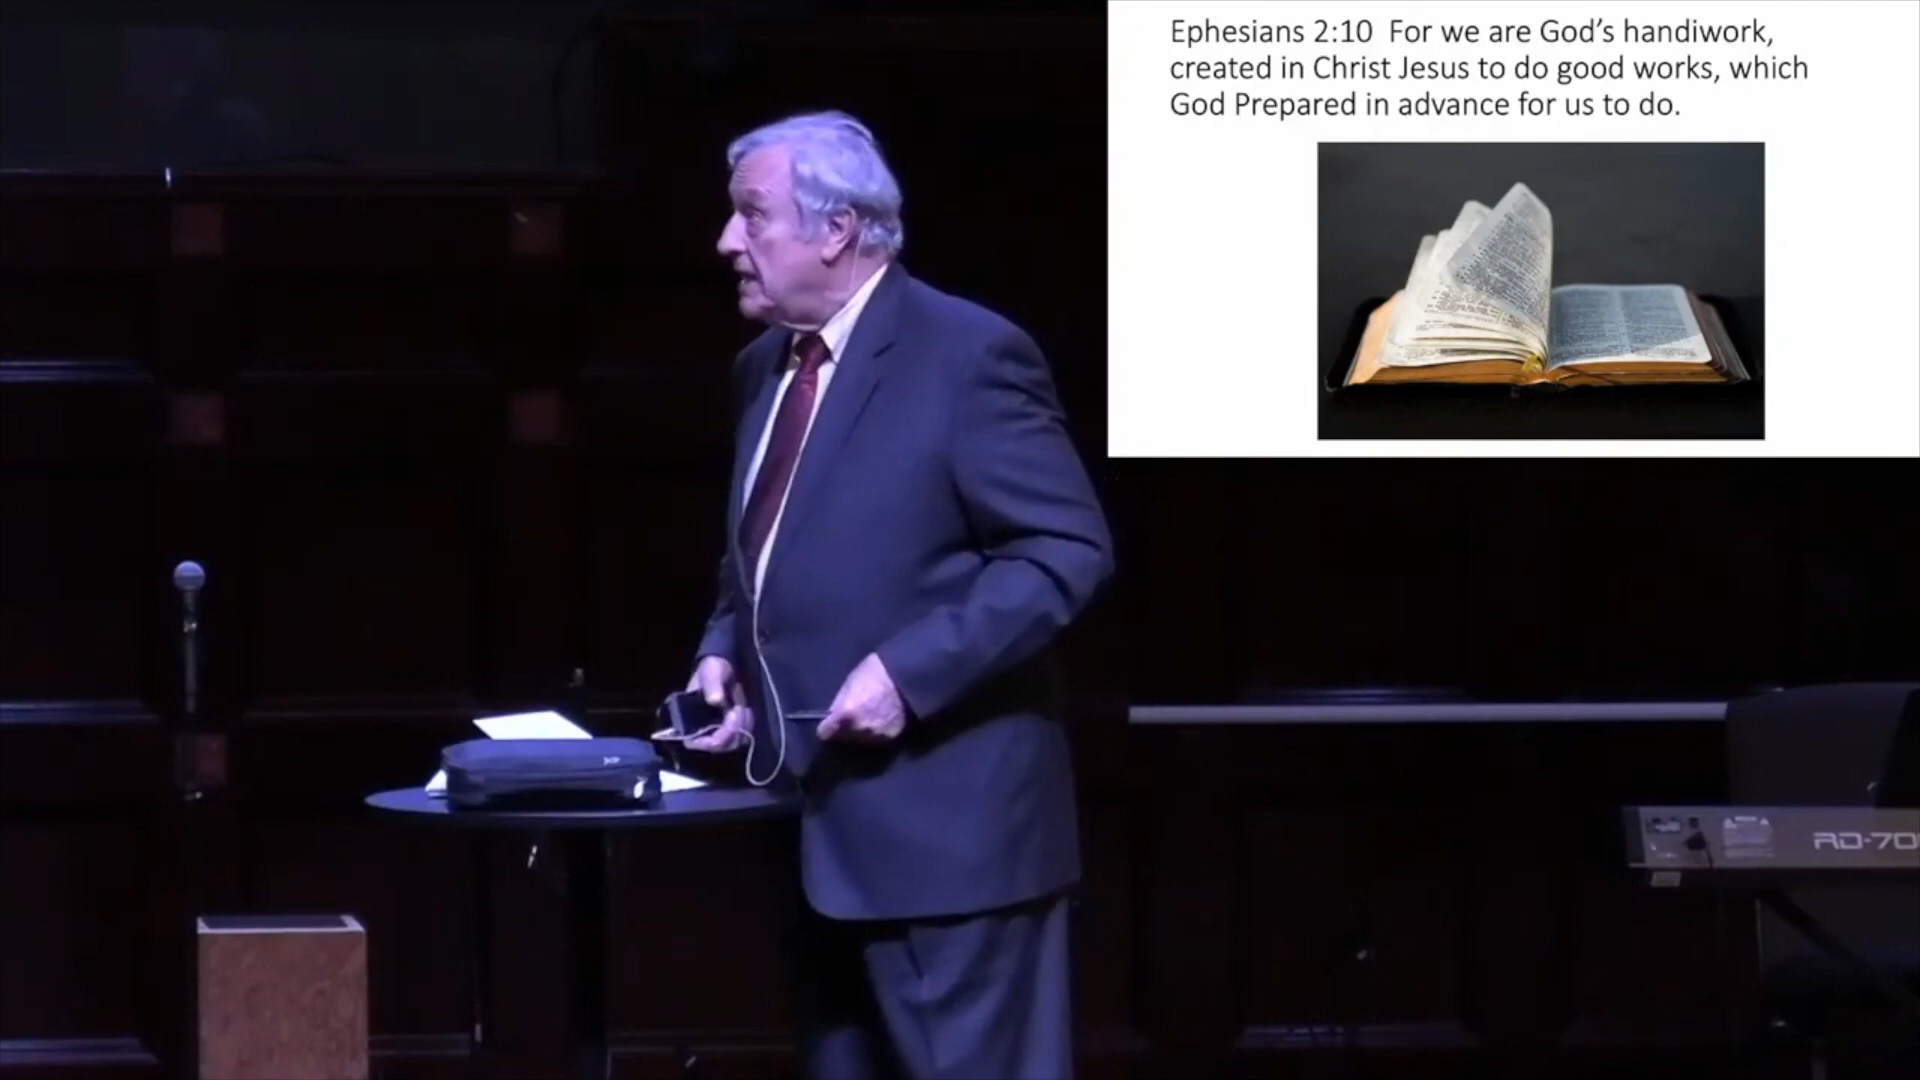 Ephesians 2:10  For we are God’s handiwork,
created in Christ Jesus to do good works, which
God Prepared in advance for us to do.
RD-70